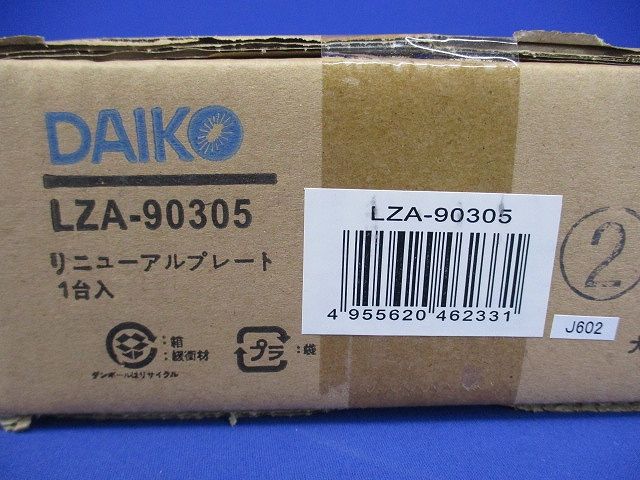 DAIKO
LZA-90305
リニューアルプレート
1台入
:箱
:緩衝材
ダンボールはリサイクル
プラ
:袋
LZA-90305
4 955620 462331
②
J602